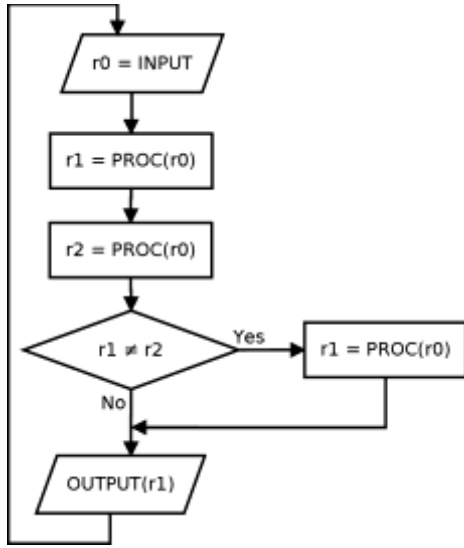 r0 = INPUT
r1 = PROC(r0)
r2 = PROC(r0)
r1 ≠ r2
Yes
r1 = PROC(r0)
No
OUTPUT(r1)